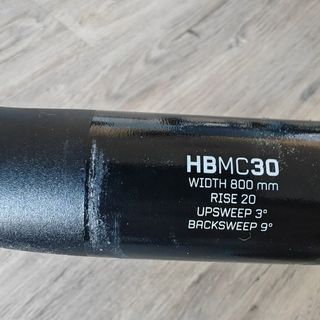 HBMC30
WIDTH 800 mm
RISE 20
UPSWEEP 3°
BACKSWEEP 9°